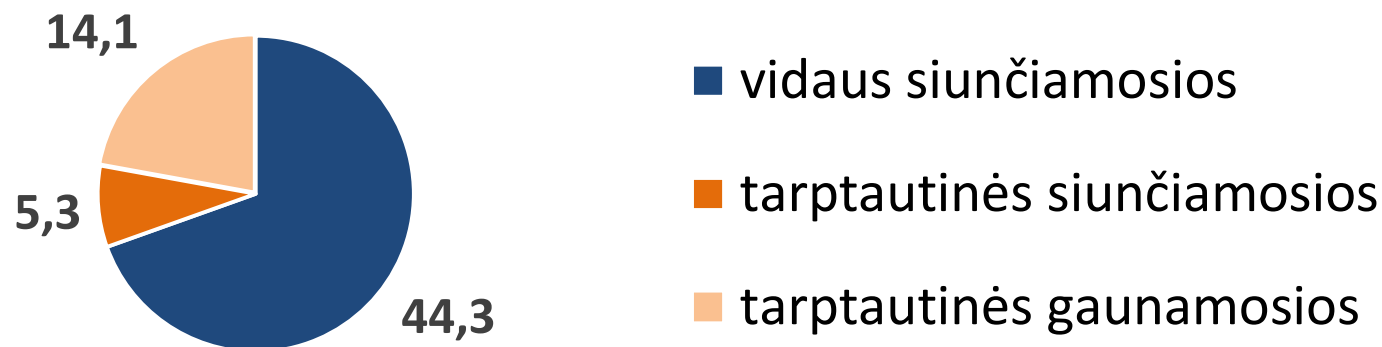 14,1
5,3
44,3
vidaus siunčiamosios
tarptautinės siunčiamosios
tarptautinės gaunamosios